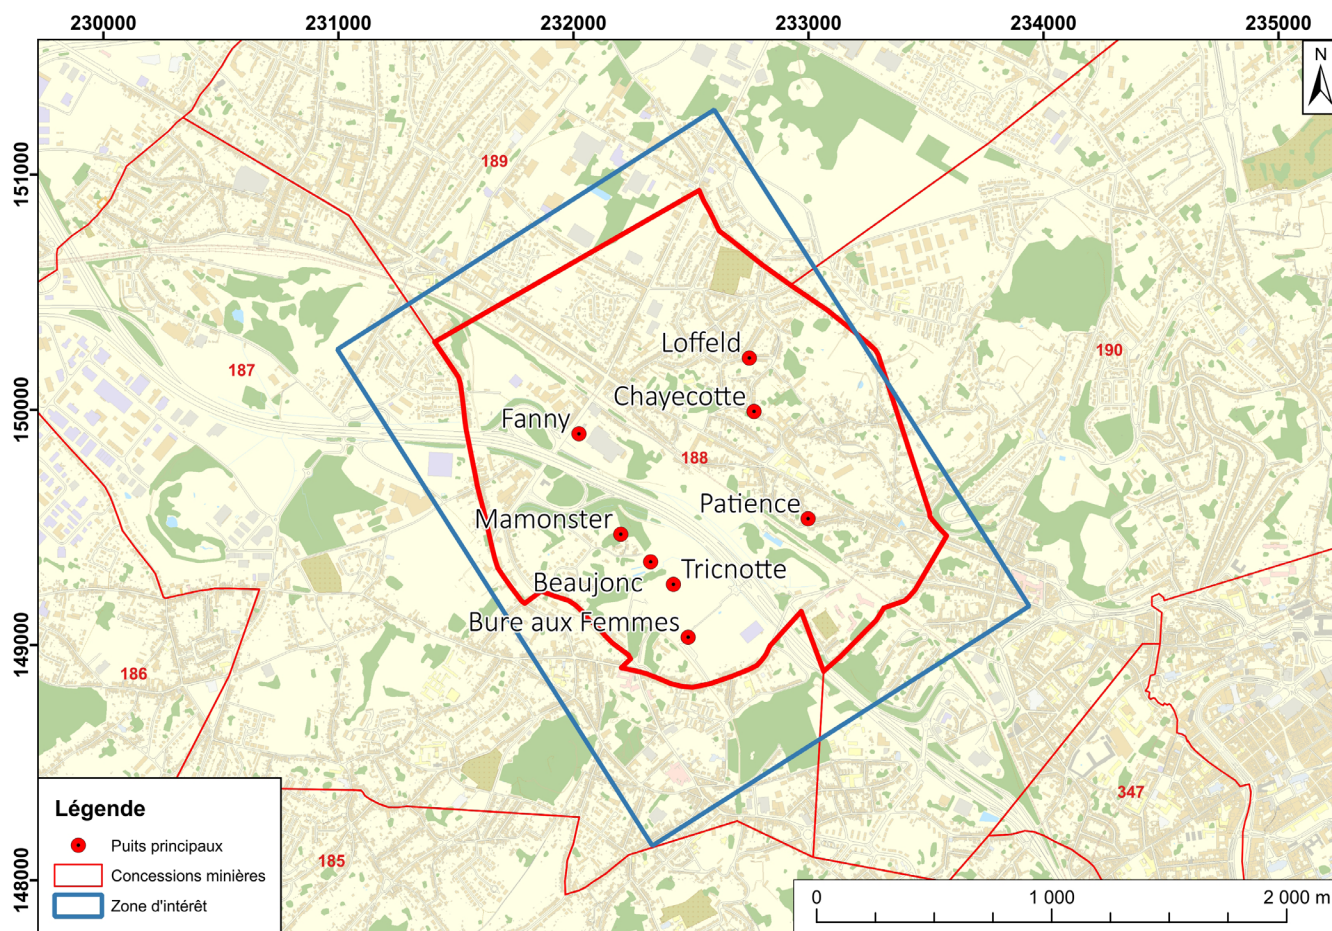 230000 231000 232000 233000 234000 235000
N
151000
189
Loffeld
190
187
Chayecotte
150000
Fanny
188
Patience
Mamonster
Tricnotte
Beaujonc
Bure aux Femmes
149000
186
347
Légende
Puits principaux
185
Concessions minières
148000
Zone d'intérêt
0 1 000 2 000 m